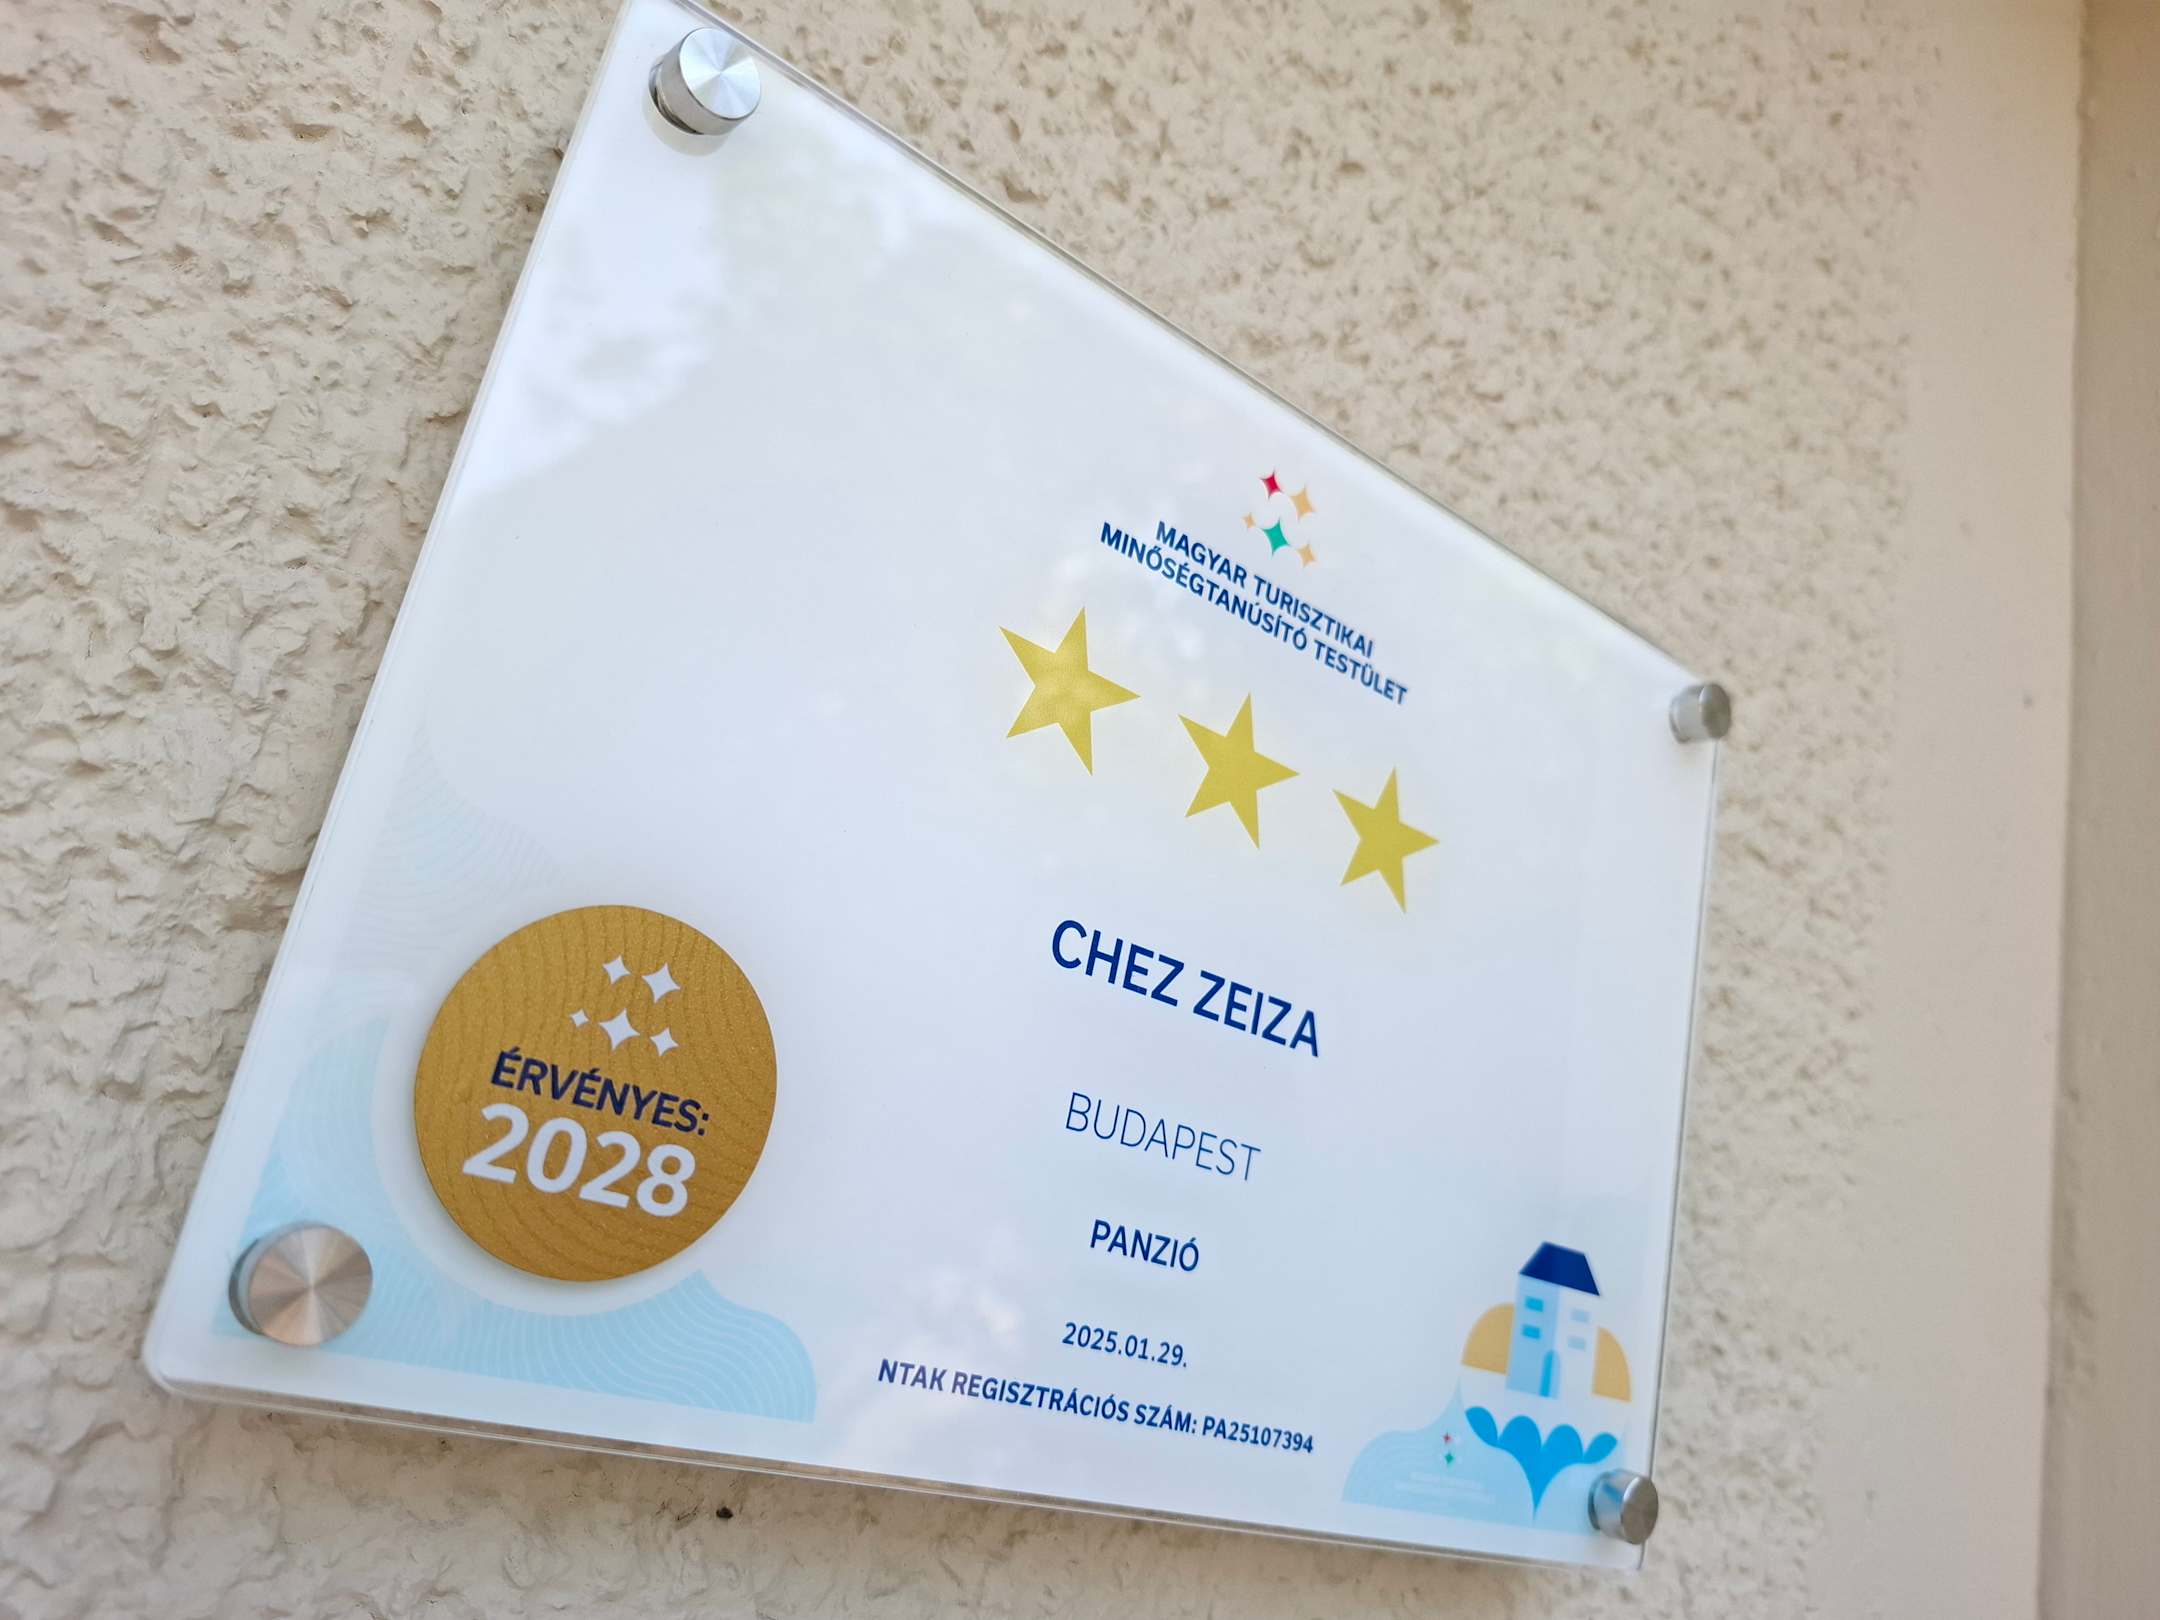 MAGYAR TURISZTIKAI
MINŐSÉGTANÚSÍTÓ TESTÜLET
CHEZ ZEIZA
BUDAPEST
PANZIÓ
2025.01.29.
NTAK REGISZTRÁCIÓS SZÁM: PA25107394
ÉRVÉNYES:
2028